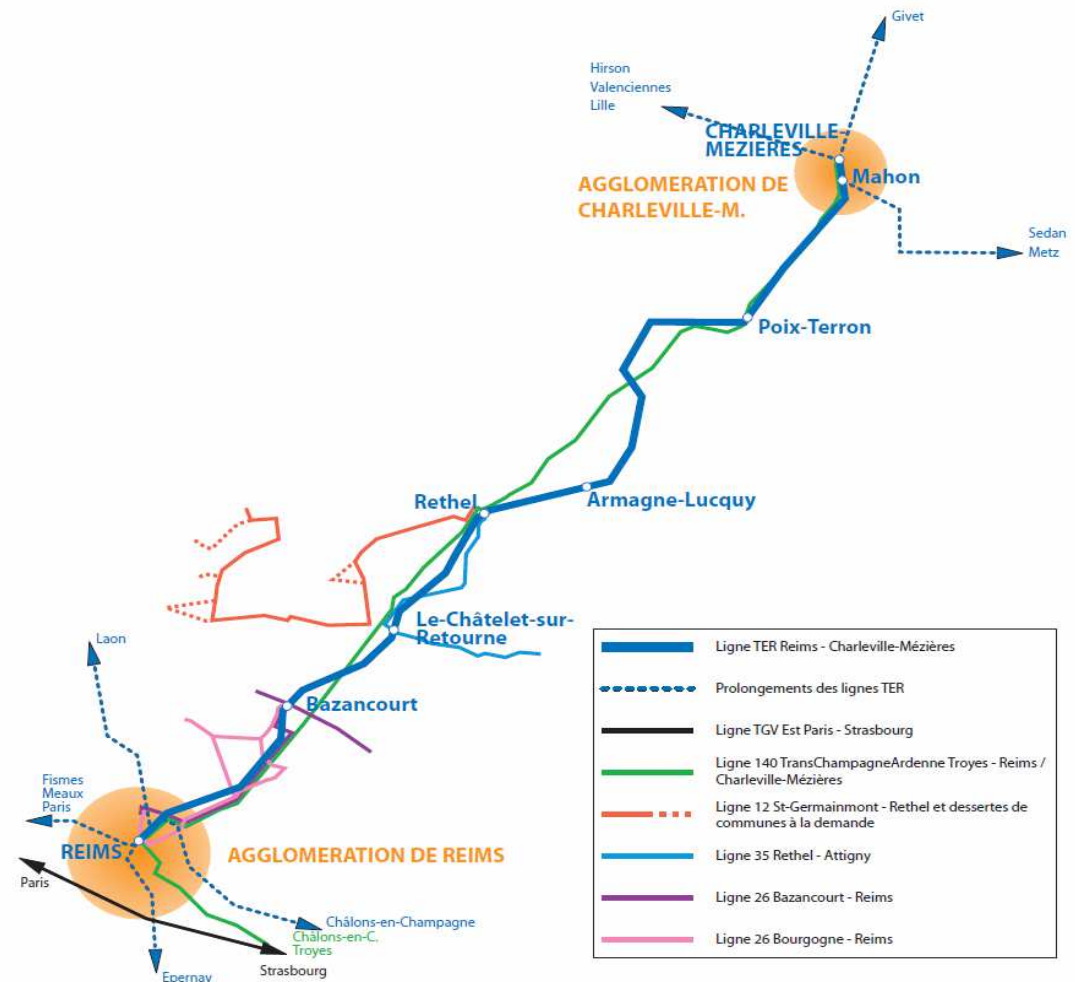 Givet
Hirson
Valenciennes
Lille
CHARLEVILLE-
MEZIERES
Mahon
AGGLOMERATION DE
CHARLEVILLE-M.
Sedan
Metz
Poix-Terron
Rethel
Armagne-Lucquy
Le-Châtelet-sur-
Retourne
Laon
Bazancourt
Fismes
Meaux
Paris
REIMS
AGGLOMERATION DE REIMS
Paris
Châlons-en-Champagne
Châlons-en-C.
Troyes
Strasbourg
Epernay
Ligne TER Reims - Charleville-Mézières
Prolongements des lignes TER
Ligne TGV Est Paris - Strasbourg
Ligne 140 TransChampagneArdenne Troyes - Reims /
Charleville-Mézières
Ligne 12 St-Germainmont - Rethel et dessertes de
communes à la demande
Ligne 35 Rethel - Attigny
Ligne 26 Bazancourt - Reims
Ligne 26 Bourgogne - Reims